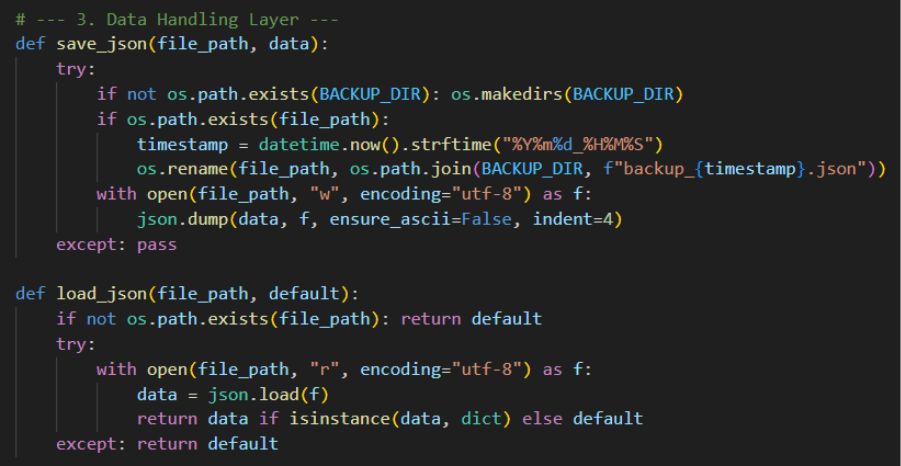 # --- 3. Data Handling Layer ---
def save_json(file_path, data):
    try:
        if not os.path.exists(BACKUP_DIR): os.makedirs(BACKUP_DIR)
        if os.path.exists(file_path):
            timestamp = datetime.now().strftime("%Y%m%d_%H%M%S")
            os.rename(file_path, os.path.join(BACKUP_DIR, f"backup_{timestamp}.json"))
        with open(file_path, "w", encoding="utf-8") as f:
            json.dump(data, f, ensure_ascii=False, indent=4)
    except: pass

def load_json(file_path, default):
    if not os.path.exists(file_path): return default
    try:
        with open(file_path, "r", encoding="utf-8") as f:
            data = json.load(f)
            return data if isinstance(data, dict) else default
    except: return default